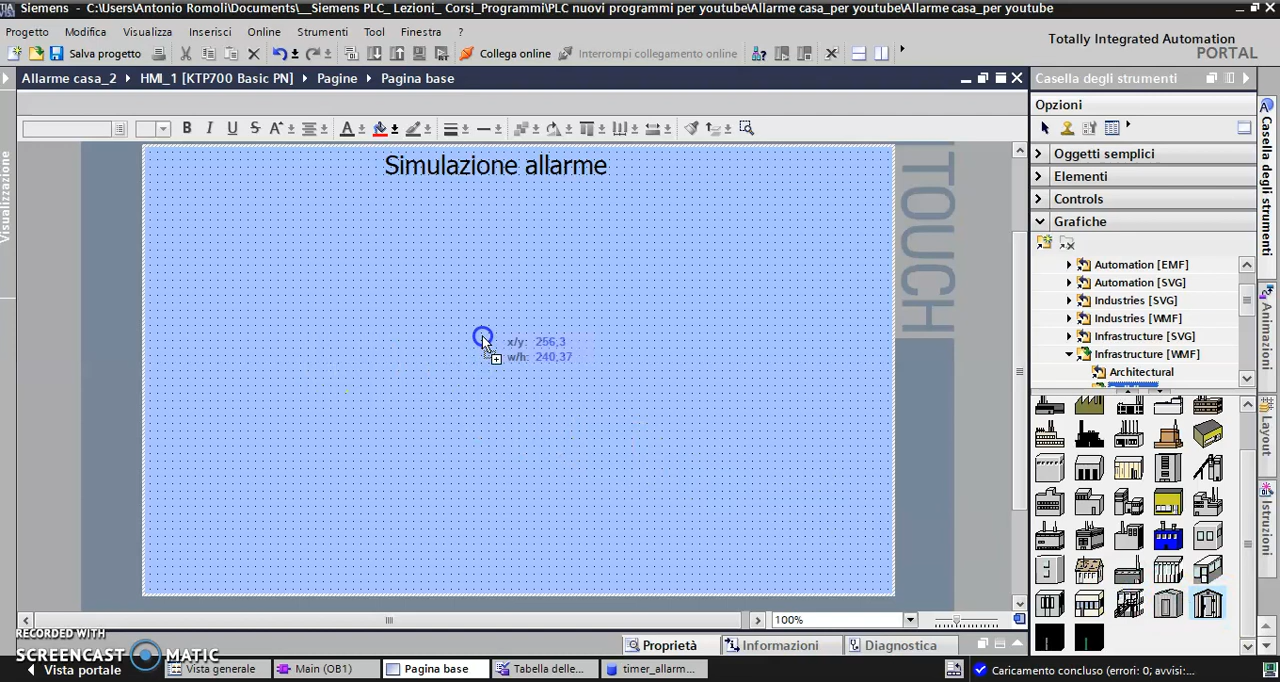 Siemens - C:\Users\Antonio Romoli\Documents\__Siemens PLC_ Lezioni_ Corsi_Programmi\PLC nuovi programmi per youtube\Allarme casa_per youtube\Allarme casa_per youtube
Progetto Modifica Visualizza Inserisci Online Strumenti Tool Finestra ?
Totally Integrated Automation
PORTAL
Salva progetto Collega online Interrompi collegamento online
Allarme casa_2 HMI_1 [KTP700 Basic PN] Pagine Pagina base
Casella degli strumenti
Opzioni
B I U S A A
Simulazione allarme
TOUCH
Visualizzazione
x/y: 256,3
w/h: 240,37
Oggetti semplici
Elementi
Controls
Grafiche
Automation [EMF]
Automation [SVG]
Industries [SVG]
Industries [WMF]
Infrastructure [SVG]
Infrastructure [WMF]
Architectural
Casella degli strumenti
Animazioni
Layout
Istruzioni
100%
Proprietà Informazioni Diagnostica
RECORDED WITH
SCREENCAST MATIC
Vista portale Vista generale Main (OB1) Pagina base Tabella delle... timer_allarm... Caricamento concluso (errori: 0; avvisi:...